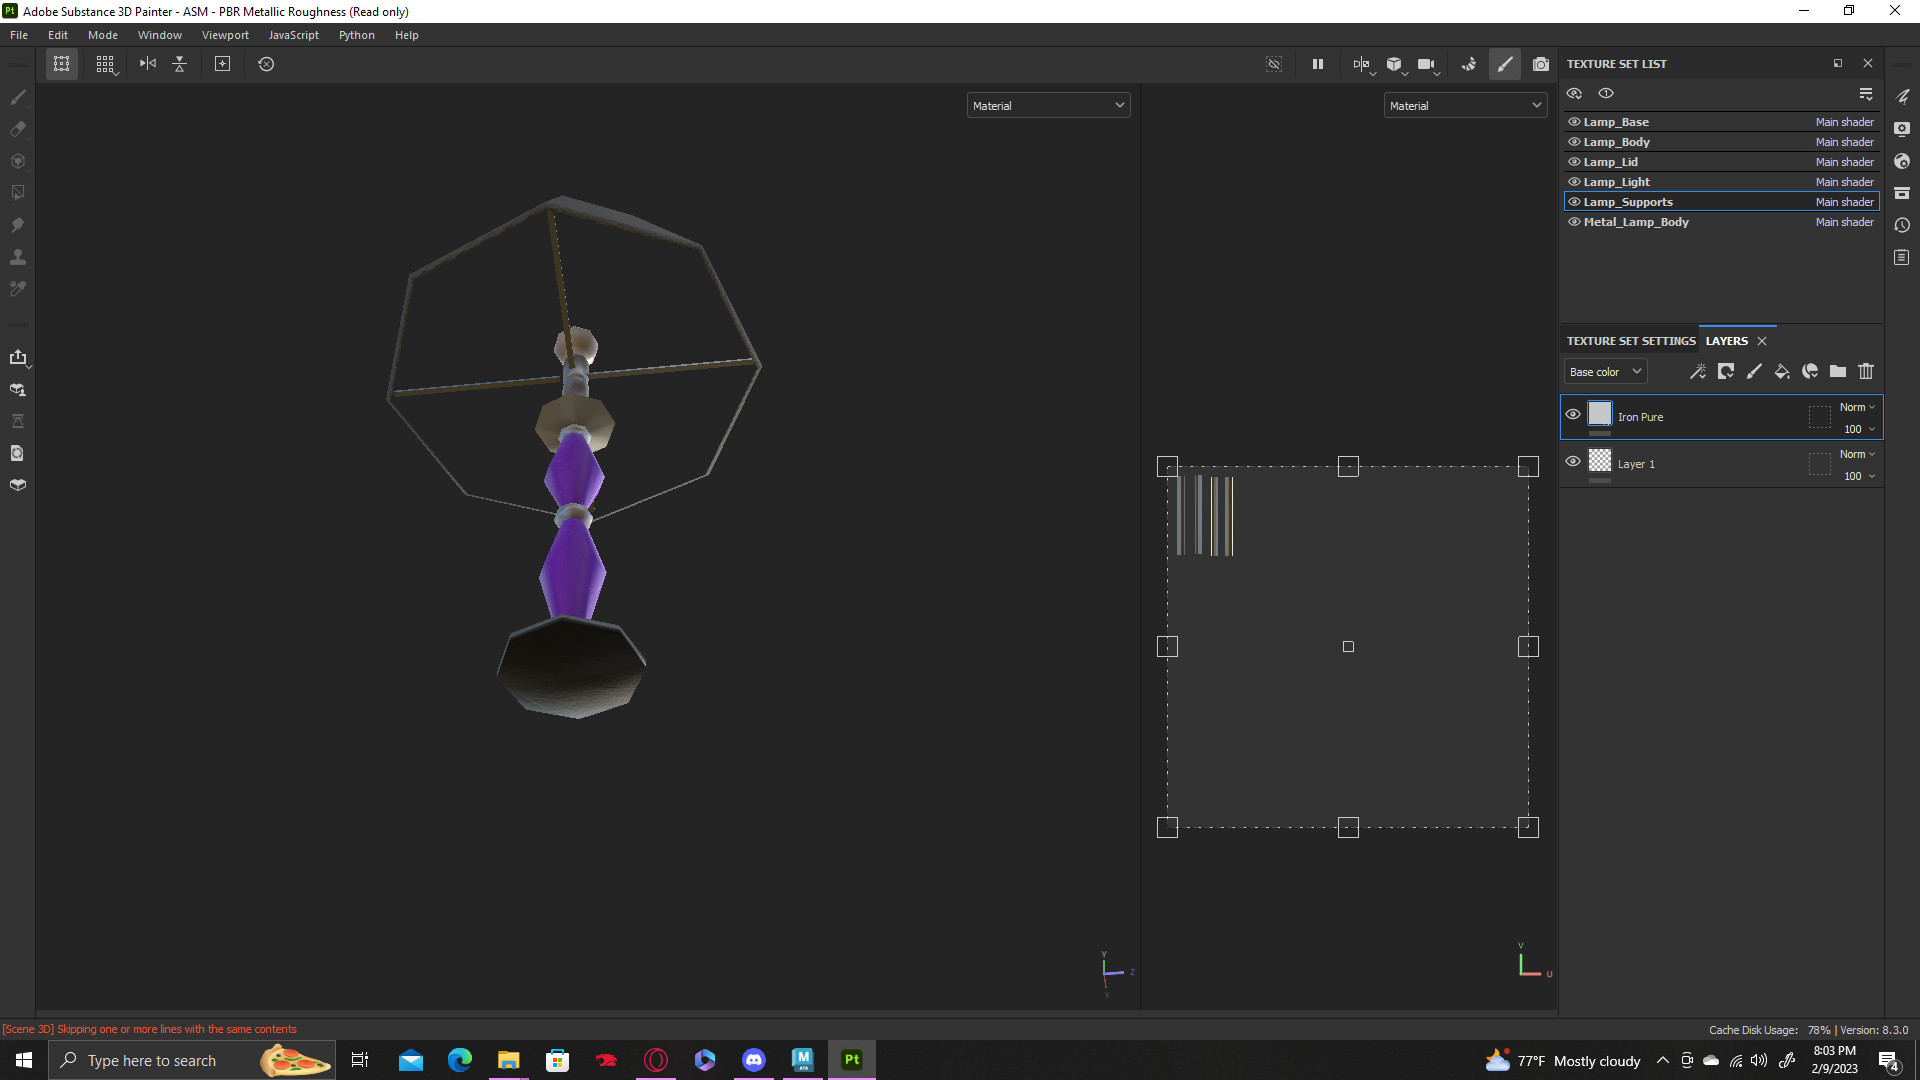 Pt Adobe Substance 3D Painter - ASM - PBR Metallic Roughness (Read only)
File Edit Mode Window Viewport JavaScript Python Help
Material
Material
TEXTURE SET LIST
1
Lamp_Base Main shader
Lamp_Body Main shader
Lamp_Lid Main shader
Lamp_Light Main shader
Lamp_Supports Main shader
Metal_Lamp_Body Main shader
TEXTURE SET SETTINGS LAYERS
Base color
Iron Pure Norm
100
Layer 1 Norm
100
Y
Z
X
V
U
[Scene 3D] Skipping one or more lines with the same contents
Cache Disk Usage: 78% | Version: 8.3.0
Type here to search
M
Pt
77°F Mostly cloudy
8:03 PM
2/9/2023
4